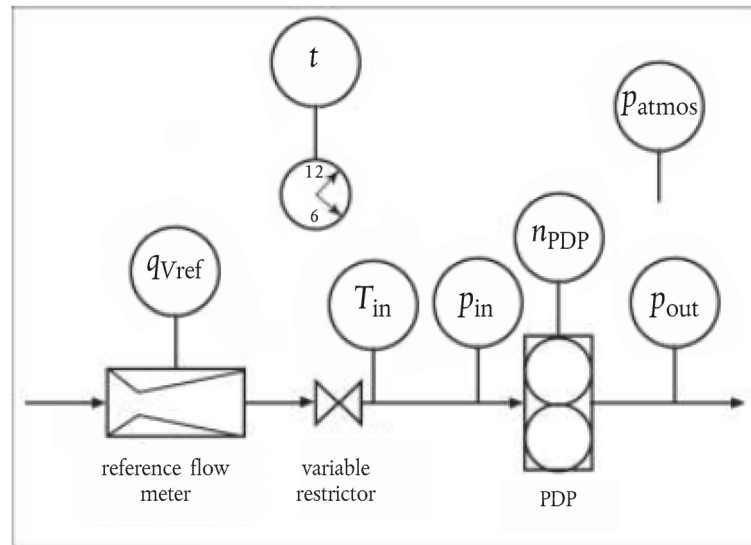 t
p_atmos
12
6
n_PDP
q_Vref
T_in
p_in
p_out
reference flow
meter
variable
restrictor
PDP